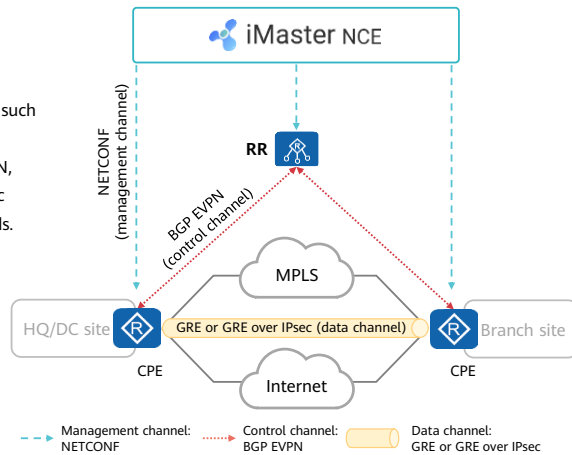 iMaster NCE
such
N,
c
ls.
NETCONF
(management channel)
RR
R
BGP EVPN
(control channel)
MPLS
HQ/DC site
R
GRE or GRE over IPsec (data channel)
R
Branch site
CPE
CPE
Internet
Management channel:
NETCONF
Control channel:
BGP EVPN
Data channel:
GRE or GRE over IPsec